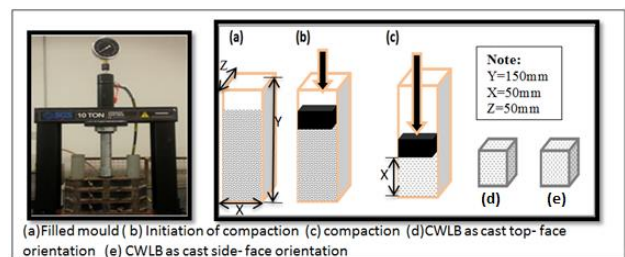 (a) (b) (c)
Z
Y
X
X
Note:
Y=150mm
X=50mm
Z=50mm
(d) (e)
10 TON
(a)Filled mould ( b) Initiation of compaction (c) compaction (d)CWLB as cast top- face
orientation (e) CWLB as cast side- face orientation